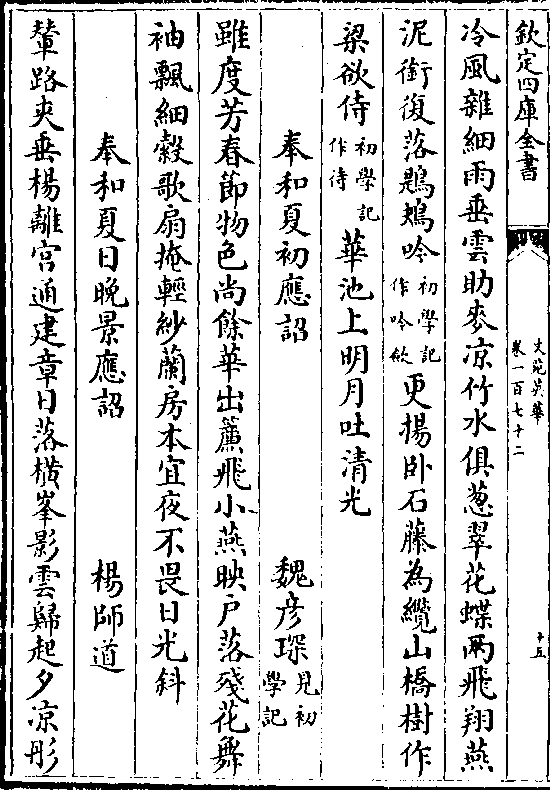 欽定四庫全書
文苑英華
卷一百七十二
十五
冷風雜細雨垂雲助麥涼竹水俱葱翠花蝶兩飛翔燕
泥銜復落鶗鴂吟初學記作吟歇更揚卧石藤為纜山橋樹作
梁欲侍初學記作待華池上明月吐清光
奉和夏初應詔　魏彦琛見初學記
雖度芳春節物色尚餘華出簾飛小燕映户落殘花舞
袖飄細縠歌扇掩輕紗蘭房本宜夜不畏日光斜
奉和夏日晚景應詔　楊師道
輦路夾垂楊離宮通建章日落横峯影雲歸起夕涼彤